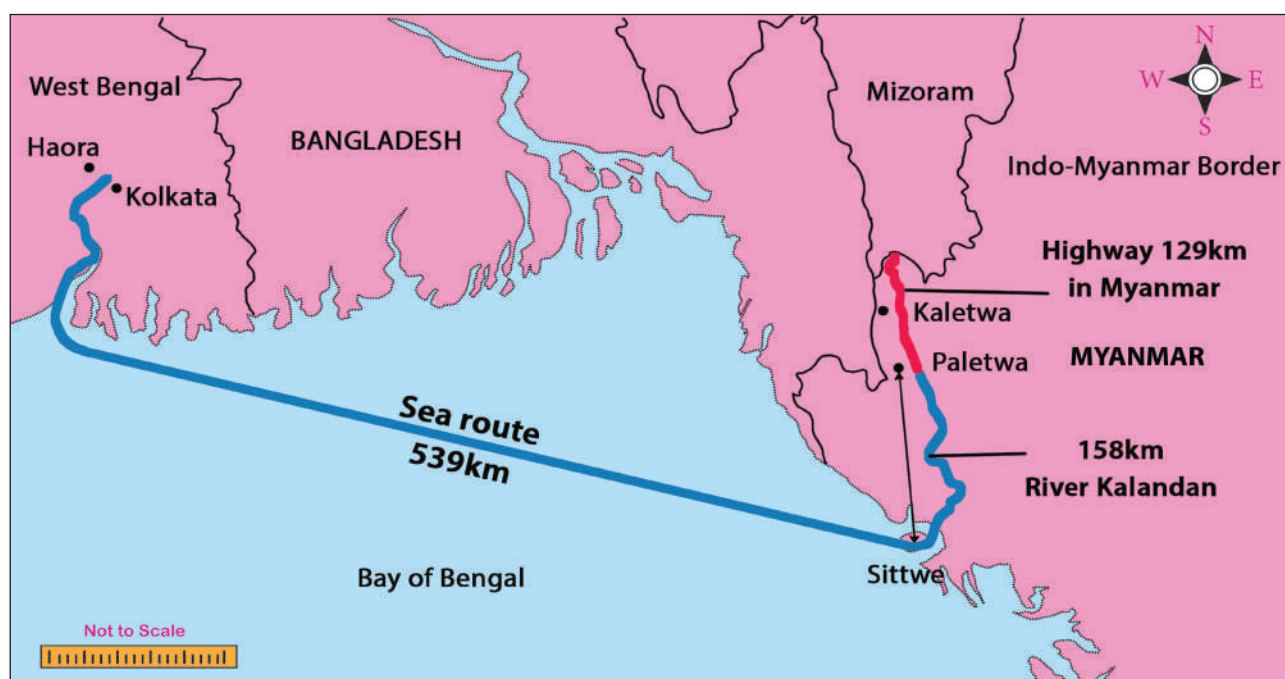 N
W E
S
West Bengal
Mizoram
Haora
BANGLADESH
Indo-Myanmar Border
Kolkata
Highway 129km
in Myanmar
Kaletwa
Paletwa
MYANMAR
Sea route
539km
158km
River Kalandan
Bay of Bengal
Sittwe
Not to Scale